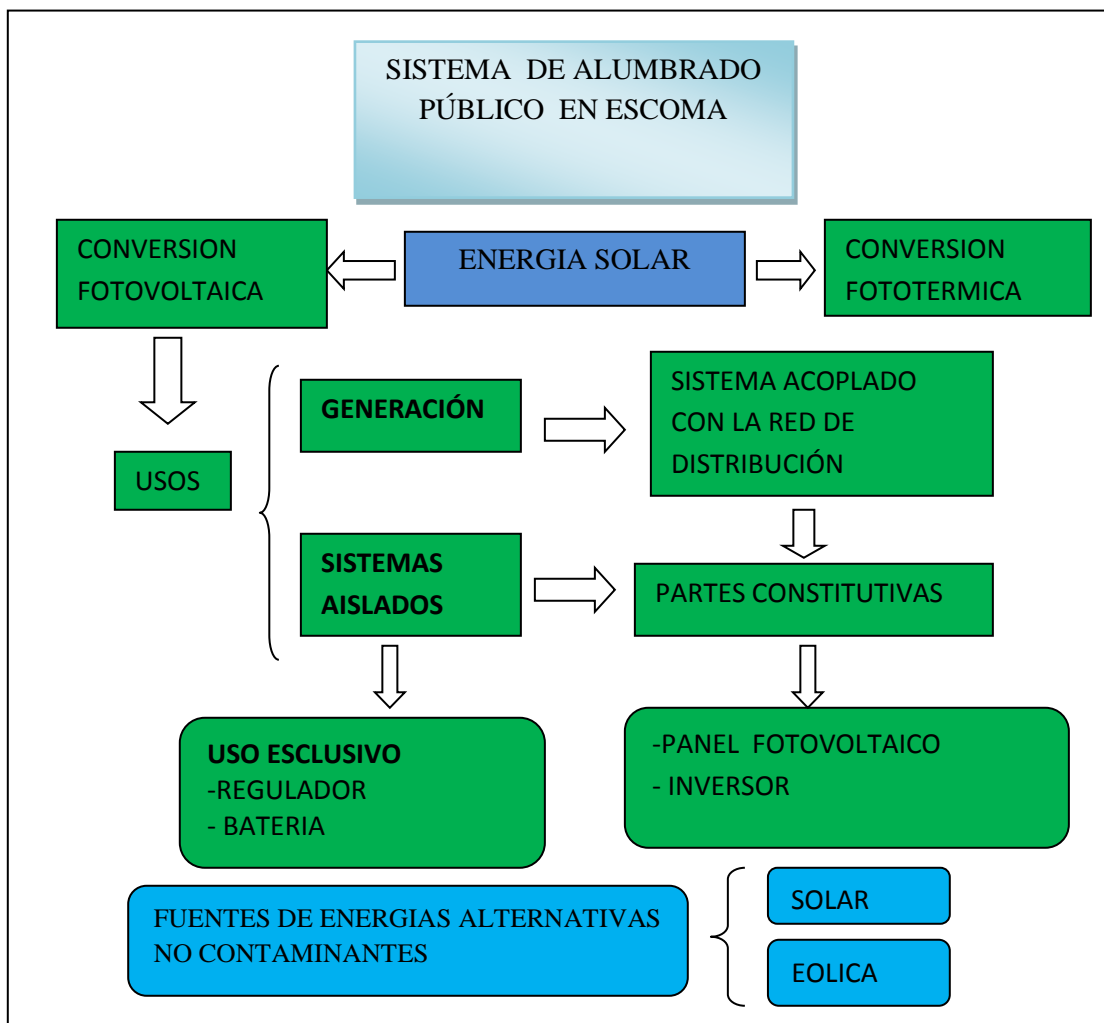 SISTEMA DE ALUMBRADO
PÚBLICO EN ESCOMA
CONVERSION
FOTOVOLTAICA
ENERGIA SOLAR
CONVERSION
FOTOTERMICA
USOS
GENERACIÓN
SISTEMA ACOPLADO
CON LA RED DE
DISTRIBUCIÓN
SISTEMAS
AISLADOS
PARTES CONSTITUTIVAS
USO ESCLUSIVO
-REGULADOR
- BATERIA
-PANEL FOTOVOLTAICO
- INVERSOR
FUENTES DE ENERGIAS ALTERNATIVAS
NO CONTAMINANTES
SOLAR
EOLICA